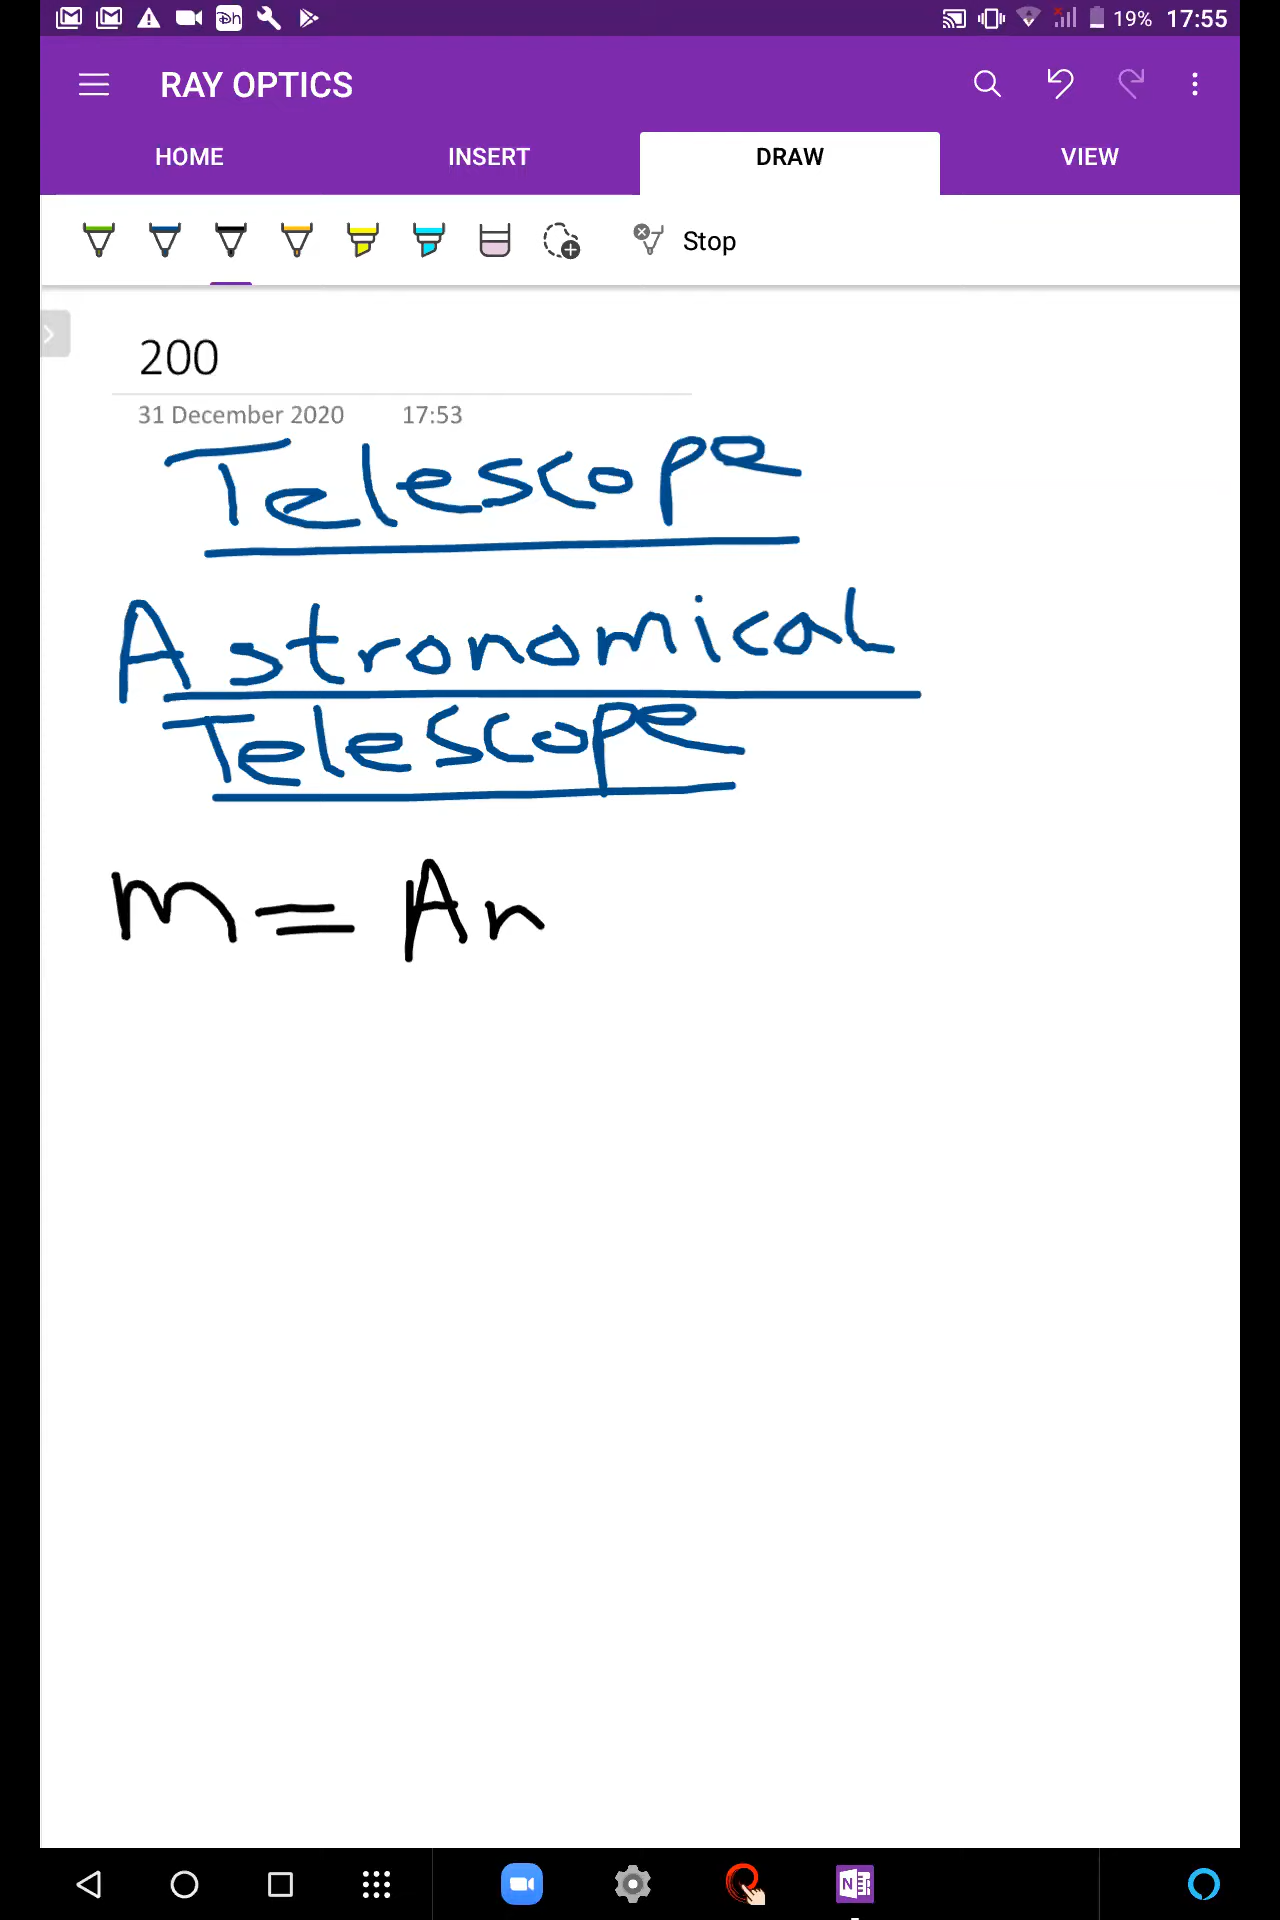 19% 17:55
RAY OPTICS
HOME INSERT DRAW VIEW
Stop
200
31 December 2020 17:53
Telescope
Astronomical
Telescope
m = An